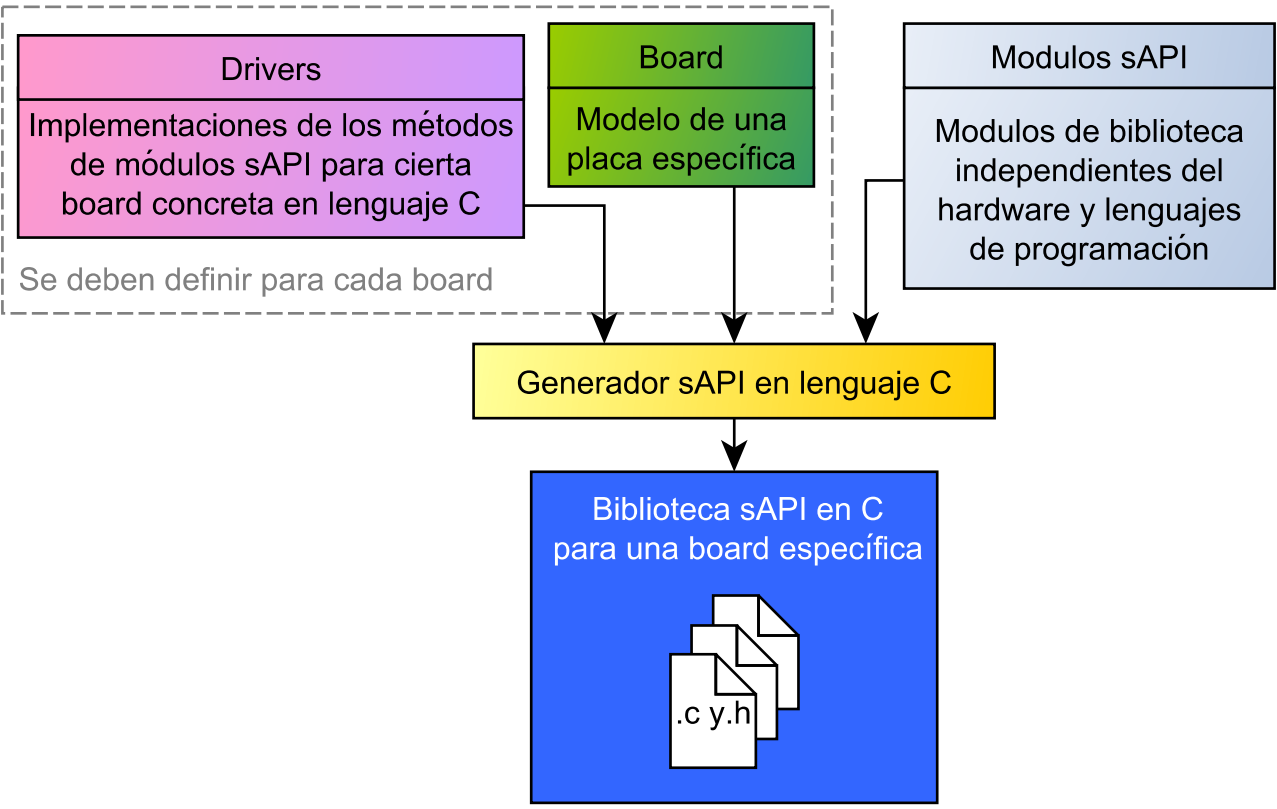 Drivers
Implementaciones de los métodos
de módulos sAPI para cierta
board concreta en lenguaje C
Board
Modelo de una
placa específica
Modulos sAPI
Modulos de biblioteca
independientes del
hardware y lenguajes
de programación
Se deben definir para cada board
Generador sAPI en lenguaje C
Biblioteca sAPI en C
para una board específica
.c y.h